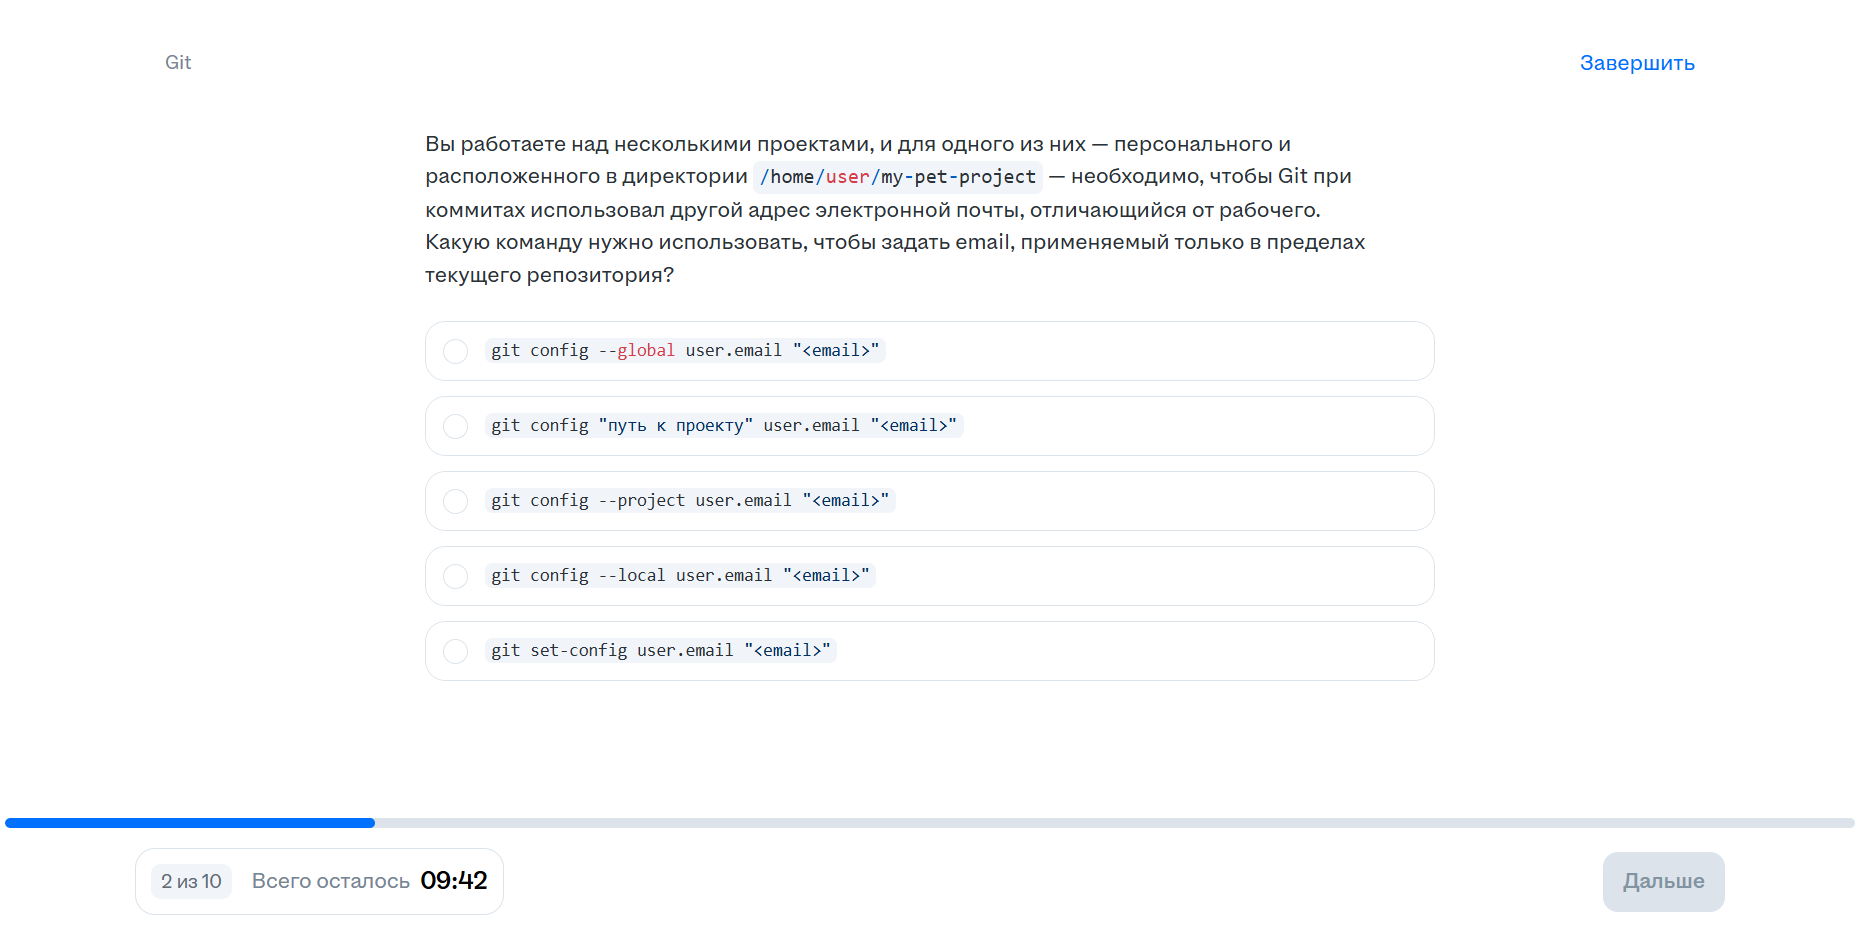 Git
Завершить
Вы работаете над несколькими проектами, и для одного из них — персонального и
расположенного в директории /home/user/my-pet-project — необходимо, чтобы Git при
коммитах использовал другой адрес электронной почты, отличающийся от рабочего.
Какую команду нужно использовать, чтобы задать email, применяемый только в пределах
текущего репозитория?
git config --global user.email "<email>"
git config "путь к проекту" user.email "<email>"
git config --project user.email "<email>"
git config --local user.email "<email>"
git set-config user.email "<email>"
2 из 10 Всего осталось 09:42
Дальше